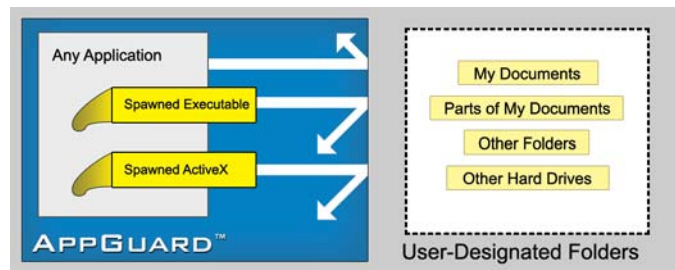 Any Application
Spawned Executable
Spawned ActiveX
APPGUARD™
My Documents
Parts of My Documents
Other Folders
Other Hard Drives
User-Designated Folders